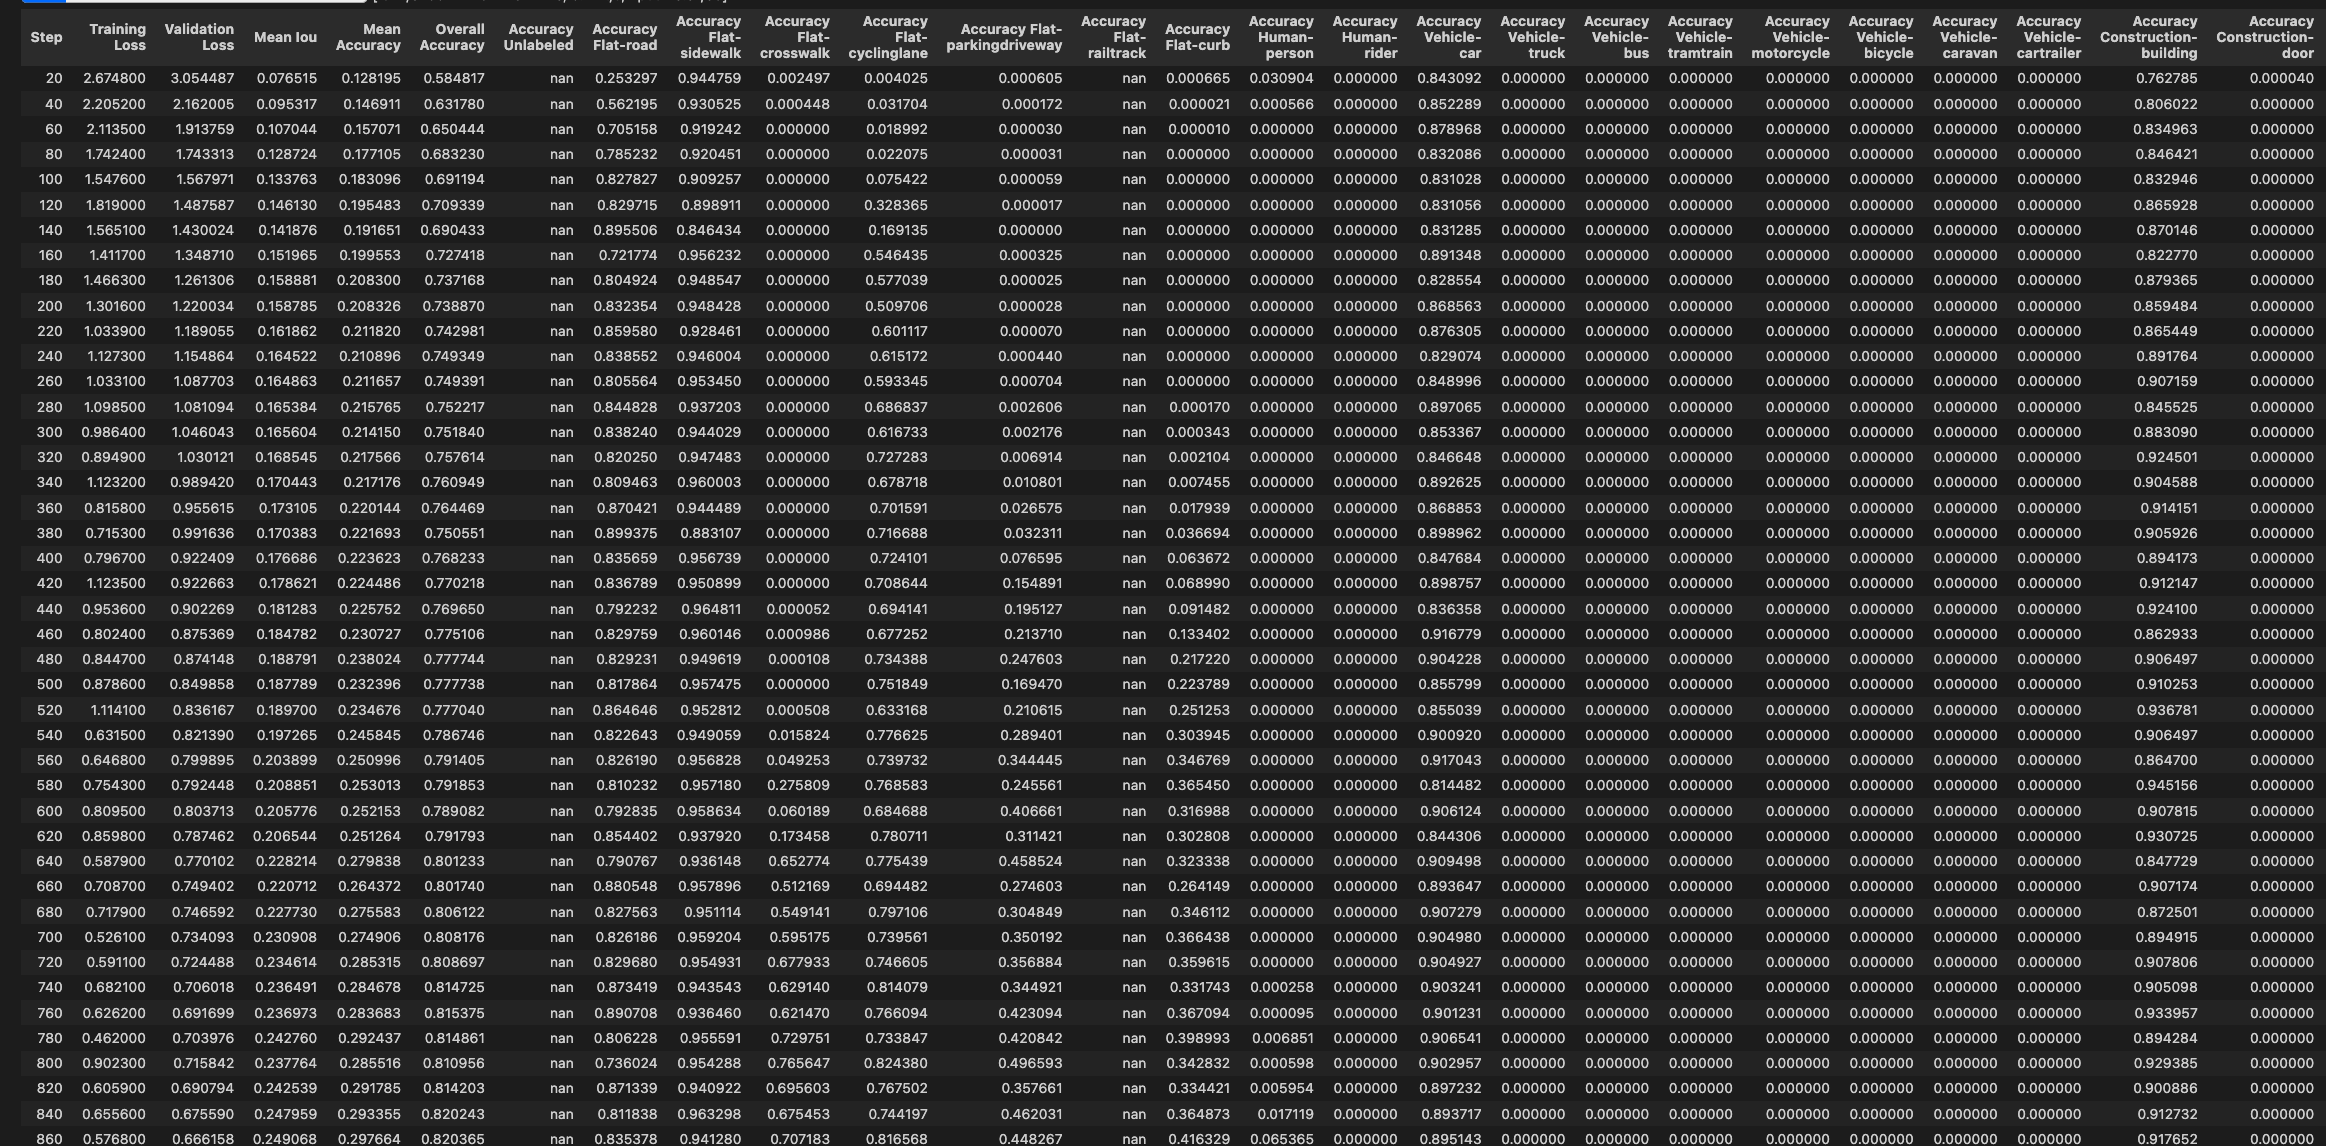 Step Training Loss Validation Loss Mean Iou Mean Accuracy Overall Accuracy Accuracy Unlabeled Accuracy Flat-road Accuracy Flat-sidewalk Accuracy Flat-crosswalk Accuracy Flat-cyclinglane Accuracy Flat-parkingdriveway Accuracy Flat-railtrack Accuracy Flat-curb Accuracy Human-person Accuracy Human-rider Accuracy Vehicle-car Accuracy Vehicle-truck Accuracy Vehicle-bus Accuracy Vehicle-tramtrain Accuracy Vehicle-motorcycle Accuracy Vehicle-bicycle Accuracy Vehicle-caravan Accuracy Vehicle-cartrailer Accuracy Construction-building Accuracy Construction-door
20 2.674800 3.054487 0.076515 0.128195 0.584817 nan 0.253297 0.944759 0.002497 0.004025 0.000605 nan 0.000665 0.030904 0.000000 0.843092 0.000000 0.000000 0.000000 0.000000 0.000000 0.000000 0.000000 0.762785 0.000040
40 2.205200 2.162005 0.095317 0.146911 0.631780 nan 0.562195 0.930525 0.000448 0.031704 0.000172 nan 0.000021 0.000566 0.000000 0.852289 0.000000 0.000000 0.000000 0.000000 0.000000 0.000000 0.000000 0.806022 0.000000
60 2.113500 1.913759 0.107044 0.157071 0.650444 nan 0.705158 0.919242 0.000000 0.018992 0.000030 nan 0.000010 0.000000 0.000000 0.878968 0.000000 0.000000 0.000000 0.000000 0.000000 0.000000 0.000000 0.834963 0.000000
80 1.742400 1.743313 0.128724 0.177105 0.683230 nan 0.785232 0.920451 0.000000 0.022075 0.000031 nan 0.000000 0.000000 0.000000 0.832086 0.000000 0.000000 0.000000 0.000000 0.000000 0.000000 0.000000 0.846421 0.000000
100 1.547600 1.567971 0.133763 0.183096 0.691194 nan 0.827827 0.909257 0.000000 0.075422 0.000059 nan 0.000000 0.000000 0.000000 0.831028 0.000000 0.000000 0.000000 0.000000 0.000000 0.000000 0.000000 0.832946 0.000000
120 1.819000 1.487587 0.146130 0.195483 0.709339 nan 0.829715 0.898911 0.000000 0.328365 0.000017 nan 0.000000 0.000000 0.000000 0.831056 0.000000 0.000000 0.000000 0.000000 0.000000 0.000000 0.000000 0.865928 0.000000
140 1.565100 1.430024 0.141876 0.191651 0.690433 nan 0.895506 0.846434 0.000000 0.169135 0.000000 nan 0.000000 0.000000 0.000000 0.831285 0.000000 0.000000 0.000000 0.000000 0.000000 0.000000 0.000000 0.870146 0.000000
160 1.411700 1.348710 0.151965 0.199553 0.727418 nan 0.721774 0.956232 0.000000 0.546435 0.000325 nan 0.000000 0.000000 0.000000 0.891348 0.000000 0.000000 0.000000 0.000000 0.000000 0.000000 0.000000 0.822770 0.000000
180 1.466300 1.261306 0.158881 0.208300 0.737168 nan 0.804924 0.948547 0.000000 0.577039 0.000025 nan 0.000000 0.000000 0.000000 0.828554 0.000000 0.000000 0.000000 0.000000 0.000000 0.000000 0.000000 0.879365 0.000000
200 1.301600 1.220034 0.158785 0.208326 0.738870 nan 0.832354 0.948428 0.000000 0.509706 0.000028 nan 0.000000 0.000000 0.000000 0.868563 0.000000 0.000000 0.000000 0.000000 0.000000 0.000000 0.000000 0.859484 0.000000
220 1.033900 1.189055 0.161862 0.211820 0.742981 nan 0.859580 0.928461 0.000000 0.601117 0.000070 nan 0.000000 0.000000 0.000000 0.876305 0.000000 0.000000 0.000000 0.000000 0.000000 0.000000 0.000000 0.865449 0.000000
240 1.127300 1.154864 0.164522 0.210896 0.749349 nan 0.838552 0.946004 0.000000 0.615172 0.000440 nan 0.000000 0.000000 0.000000 0.829074 0.000000 0.000000 0.000000 0.000000 0.000000 0.000000 0.000000 0.891764 0.000000
260 1.033100 1.087703 0.164863 0.211657 0.749391 nan 0.805564 0.953450 0.000000 0.593345 0.000704 nan 0.000000 0.000000 0.000000 0.848996 0.000000 0.000000 0.000000 0.000000 0.000000 0.000000 0.000000 0.907159 0.000000
280 1.098500 1.081094 0.165384 0.215765 0.752217 nan 0.844828 0.937203 0.000000 0.686837 0.002606 nan 0.000170 0.000000 0.000000 0.897065 0.000000 0.000000 0.000000 0.000000 0.000000 0.000000 0.000000 0.845525 0.000000
300 0.986400 1.046043 0.165604 0.214150 0.751840 nan 0.838240 0.944029 0.000000 0.616733 0.002176 nan 0.000343 0.000000 0.000000 0.853367 0.000000 0.000000 0.000000 0.000000 0.000000 0.000000 0.000000 0.883090 0.000000
320 0.894900 1.030121 0.168545 0.217566 0.757614 nan 0.820250 0.947483 0.000000 0.727283 0.006914 nan 0.002104 0.000000 0.000000 0.846648 0.000000 0.000000 0.000000 0.000000 0.000000 0.000000 0.000000 0.924501 0.000000
340 1.123200 0.989420 0.170443 0.217176 0.760949 nan 0.809463 0.960003 0.000000 0.678718 0.010801 nan 0.007455 0.000000 0.000000 0.892625 0.000000 0.000000 0.000000 0.000000 0.000000 0.000000 0.000000 0.904588 0.000000
360 0.815800 0.955615 0.173105 0.220144 0.764469 nan 0.870421 0.944489 0.000000 0.701591 0.026575 nan 0.017939 0.000000 0.000000 0.868853 0.000000 0.000000 0.000000 0.000000 0.000000 0.000000 0.000000 0.914151 0.000000
380 0.715300 0.991636 0.170383 0.221693 0.750551 nan 0.899375 0.883107 0.000000 0.716688 0.032311 nan 0.036694 0.000000 0.000000 0.898962 0.000000 0.000000 0.000000 0.000000 0.000000 0.000000 0.000000 0.905926 0.000000
400 0.796700 0.922409 0.176686 0.223623 0.768233 nan 0.835659 0.956739 0.000000 0.724101 0.076595 nan 0.063672 0.000000 0.000000 0.847684 0.000000 0.000000 0.000000 0.000000 0.000000 0.000000 0.000000 0.894173 0.000000
420 1.123500 0.922663 0.178621 0.224486 0.770218 nan 0.836789 0.950899 0.000000 0.708644 0.154891 nan 0.068990 0.000000 0.000000 0.898757 0.000000 0.000000 0.000000 0.000000 0.000000 0.000000 0.000000 0.912147 0.000000
440 0.953600 0.902269 0.181283 0.225752 0.769650 nan 0.792232 0.964811 0.000052 0.694141 0.195127 nan 0.091482 0.000000 0.000000 0.836358 0.000000 0.000000 0.000000 0.000000 0.000000 0.000000 0.000000 0.924100 0.000000
460 0.802400 0.875369 0.184782 0.230727 0.775106 nan 0.829759 0.960146 0.000986 0.677252 0.213710 nan 0.133402 0.000000 0.000000 0.916779 0.000000 0.000000 0.000000 0.000000 0.000000 0.000000 0.000000 0.862933 0.000000
480 0.844700 0.874148 0.188791 0.238024 0.777744 nan 0.829231 0.949619 0.000108 0.734388 0.247603 nan 0.217220 0.000000 0.000000 0.904228 0.000000 0.000000 0.000000 0.000000 0.000000 0.000000 0.000000 0.906497 0.000000
500 0.878600 0.849858 0.187789 0.232396 0.777738 nan 0.817864 0.957475 0.000000 0.751849 0.169470 nan 0.223789 0.000000 0.000000 0.855799 0.000000 0.000000 0.000000 0.000000 0.000000 0.000000 0.000000 0.910253 0.000000
520 1.114100 0.836167 0.189700 0.234676 0.777040 nan 0.864646 0.952812 0.000508 0.633168 0.210615 nan 0.251253 0.000000 0.000000 0.855039 0.000000 0.000000 0.000000 0.000000 0.000000 0.000000 0.000000 0.936781 0.000000
540 0.631500 0.821390 0.197265 0.245845 0.786746 nan 0.822643 0.949059 0.015824 0.776625 0.289401 nan 0.303945 0.000000 0.000000 0.900920 0.000000 0.000000 0.000000 0.000000 0.000000 0.000000 0.000000 0.906497 0.000000
560 0.646800 0.799895 0.203899 0.250996 0.791405 nan 0.826190 0.956828 0.049253 0.739732 0.344445 nan 0.346769 0.000000 0.000000 0.917043 0.000000 0.000000 0.000000 0.000000 0.000000 0.000000 0.000000 0.864700 0.000000
580 0.754300 0.792448 0.208851 0.253013 0.791853 nan 0.810232 0.957180 0.275809 0.768583 0.245561 nan 0.365450 0.000000 0.000000 0.814482 0.000000 0.000000 0.000000 0.000000 0.000000 0.000000 0.000000 0.945156 0.000000
600 0.809500 0.803713 0.205776 0.252153 0.789082 nan 0.792835 0.958634 0.060189 0.684688 0.406661 nan 0.316988 0.000000 0.000000 0.906124 0.000000 0.000000 0.000000 0.000000 0.000000 0.000000 0.000000 0.907815 0.000000
620 0.859800 0.787462 0.206544 0.251264 0.791793 nan 0.854402 0.937920 0.173458 0.780711 0.311421 nan 0.302808 0.000000 0.000000 0.844306 0.000000 0.000000 0.000000 0.000000 0.000000 0.000000 0.000000 0.930725 0.000000
640 0.587900 0.770102 0.228214 0.279838 0.801233 nan 0.790767 0.936148 0.652774 0.775439 0.458524 nan 0.323338 0.000000 0.000000 0.909498 0.000000 0.000000 0.000000 0.000000 0.000000 0.000000 0.000000 0.847729 0.000000
660 0.708700 0.749402 0.220712 0.264372 0.801740 nan 0.880548 0.957896 0.512169 0.694482 0.274603 nan 0.264149 0.000000 0.000000 0.893647 0.000000 0.000000 0.000000 0.000000 0.000000 0.000000 0.000000 0.907174 0.000000
680 0.717900 0.746592 0.227730 0.275583 0.806122 nan 0.827563 0.951114 0.549141 0.797106 0.304849 nan 0.346112 0.000000 0.000000 0.907279 0.000000 0.000000 0.000000 0.000000 0.000000 0.000000 0.000000 0.872501 0.000000
700 0.526100 0.734093 0.230908 0.274906 0.808176 nan 0.826186 0.959204 0.595175 0.739561 0.350192 nan 0.366438 0.000000 0.000000 0.904980 0.000000 0.000000 0.000000 0.000000 0.000000 0.000000 0.000000 0.894915 0.000000
720 0.591100 0.724488 0.234614 0.285315 0.808697 nan 0.829680 0.954931 0.677933 0.746605 0.356884 nan 0.359615 0.000000 0.000000 0.904927 0.000000 0.000000 0.000000 0.000000 0.000000 0.000000 0.000000 0.907806 0.000000
740 0.682100 0.706018 0.236491 0.284678 0.814725 nan 0.873419 0.943543 0.629140 0.814079 0.344921 nan 0.331743 0.000258 0.000000 0.903241 0.000000 0.000000 0.000000 0.000000 0.000000 0.000000 0.000000 0.905098 0.000000
760 0.626200 0.691699 0.236973 0.283683 0.815375 nan 0.890708 0.936460 0.621470 0.766094 0.423094 nan 0.367094 0.000095 0.000000 0.901231 0.000000 0.000000 0.000000 0.000000 0.000000 0.000000 0.000000 0.933957 0.000000
780 0.462000 0.703976 0.242760 0.292437 0.814861 nan 0.806228 0.955591 0.729751 0.733847 0.420842 nan 0.398993 0.006851 0.000000 0.906541 0.000000 0.000000 0.000000 0.000000 0.000000 0.000000 0.000000 0.894284 0.000000
800 0.902300 0.715842 0.237764 0.285516 0.810956 nan 0.736024 0.954288 0.765647 0.824380 0.496593 nan 0.342832 0.000598 0.000000 0.902957 0.000000 0.000000 0.000000 0.000000 0.000000 0.000000 0.000000 0.929385 0.000000
820 0.605900 0.690794 0.242539 0.291785 0.814203 nan 0.871339 0.940922 0.695603 0.767502 0.357661 nan 0.334421 0.005954 0.000000 0.897232 0.000000 0.000000 0.000000 0.000000 0.000000 0.000000 0.000000 0.900886 0.000000
840 0.655600 0.675590 0.247959 0.293355 0.820243 nan 0.811838 0.963298 0.675453 0.744197 0.462031 nan 0.364873 0.017119 0.000000 0.893717 0.000000 0.000000 0.000000 0.000000 0.000000 0.000000 0.000000 0.912732 0.000000
860 0.576800 0.666158 0.249068 0.297664 0.820365 nan 0.835378 0.941280 0.707183 0.816568 0.448267 nan 0.416329 0.065365 0.000000 0.895143 0.000000 0.000000 0.000000 0.000000 0.000000 0.000000 0.000000 0.917652 0.000000